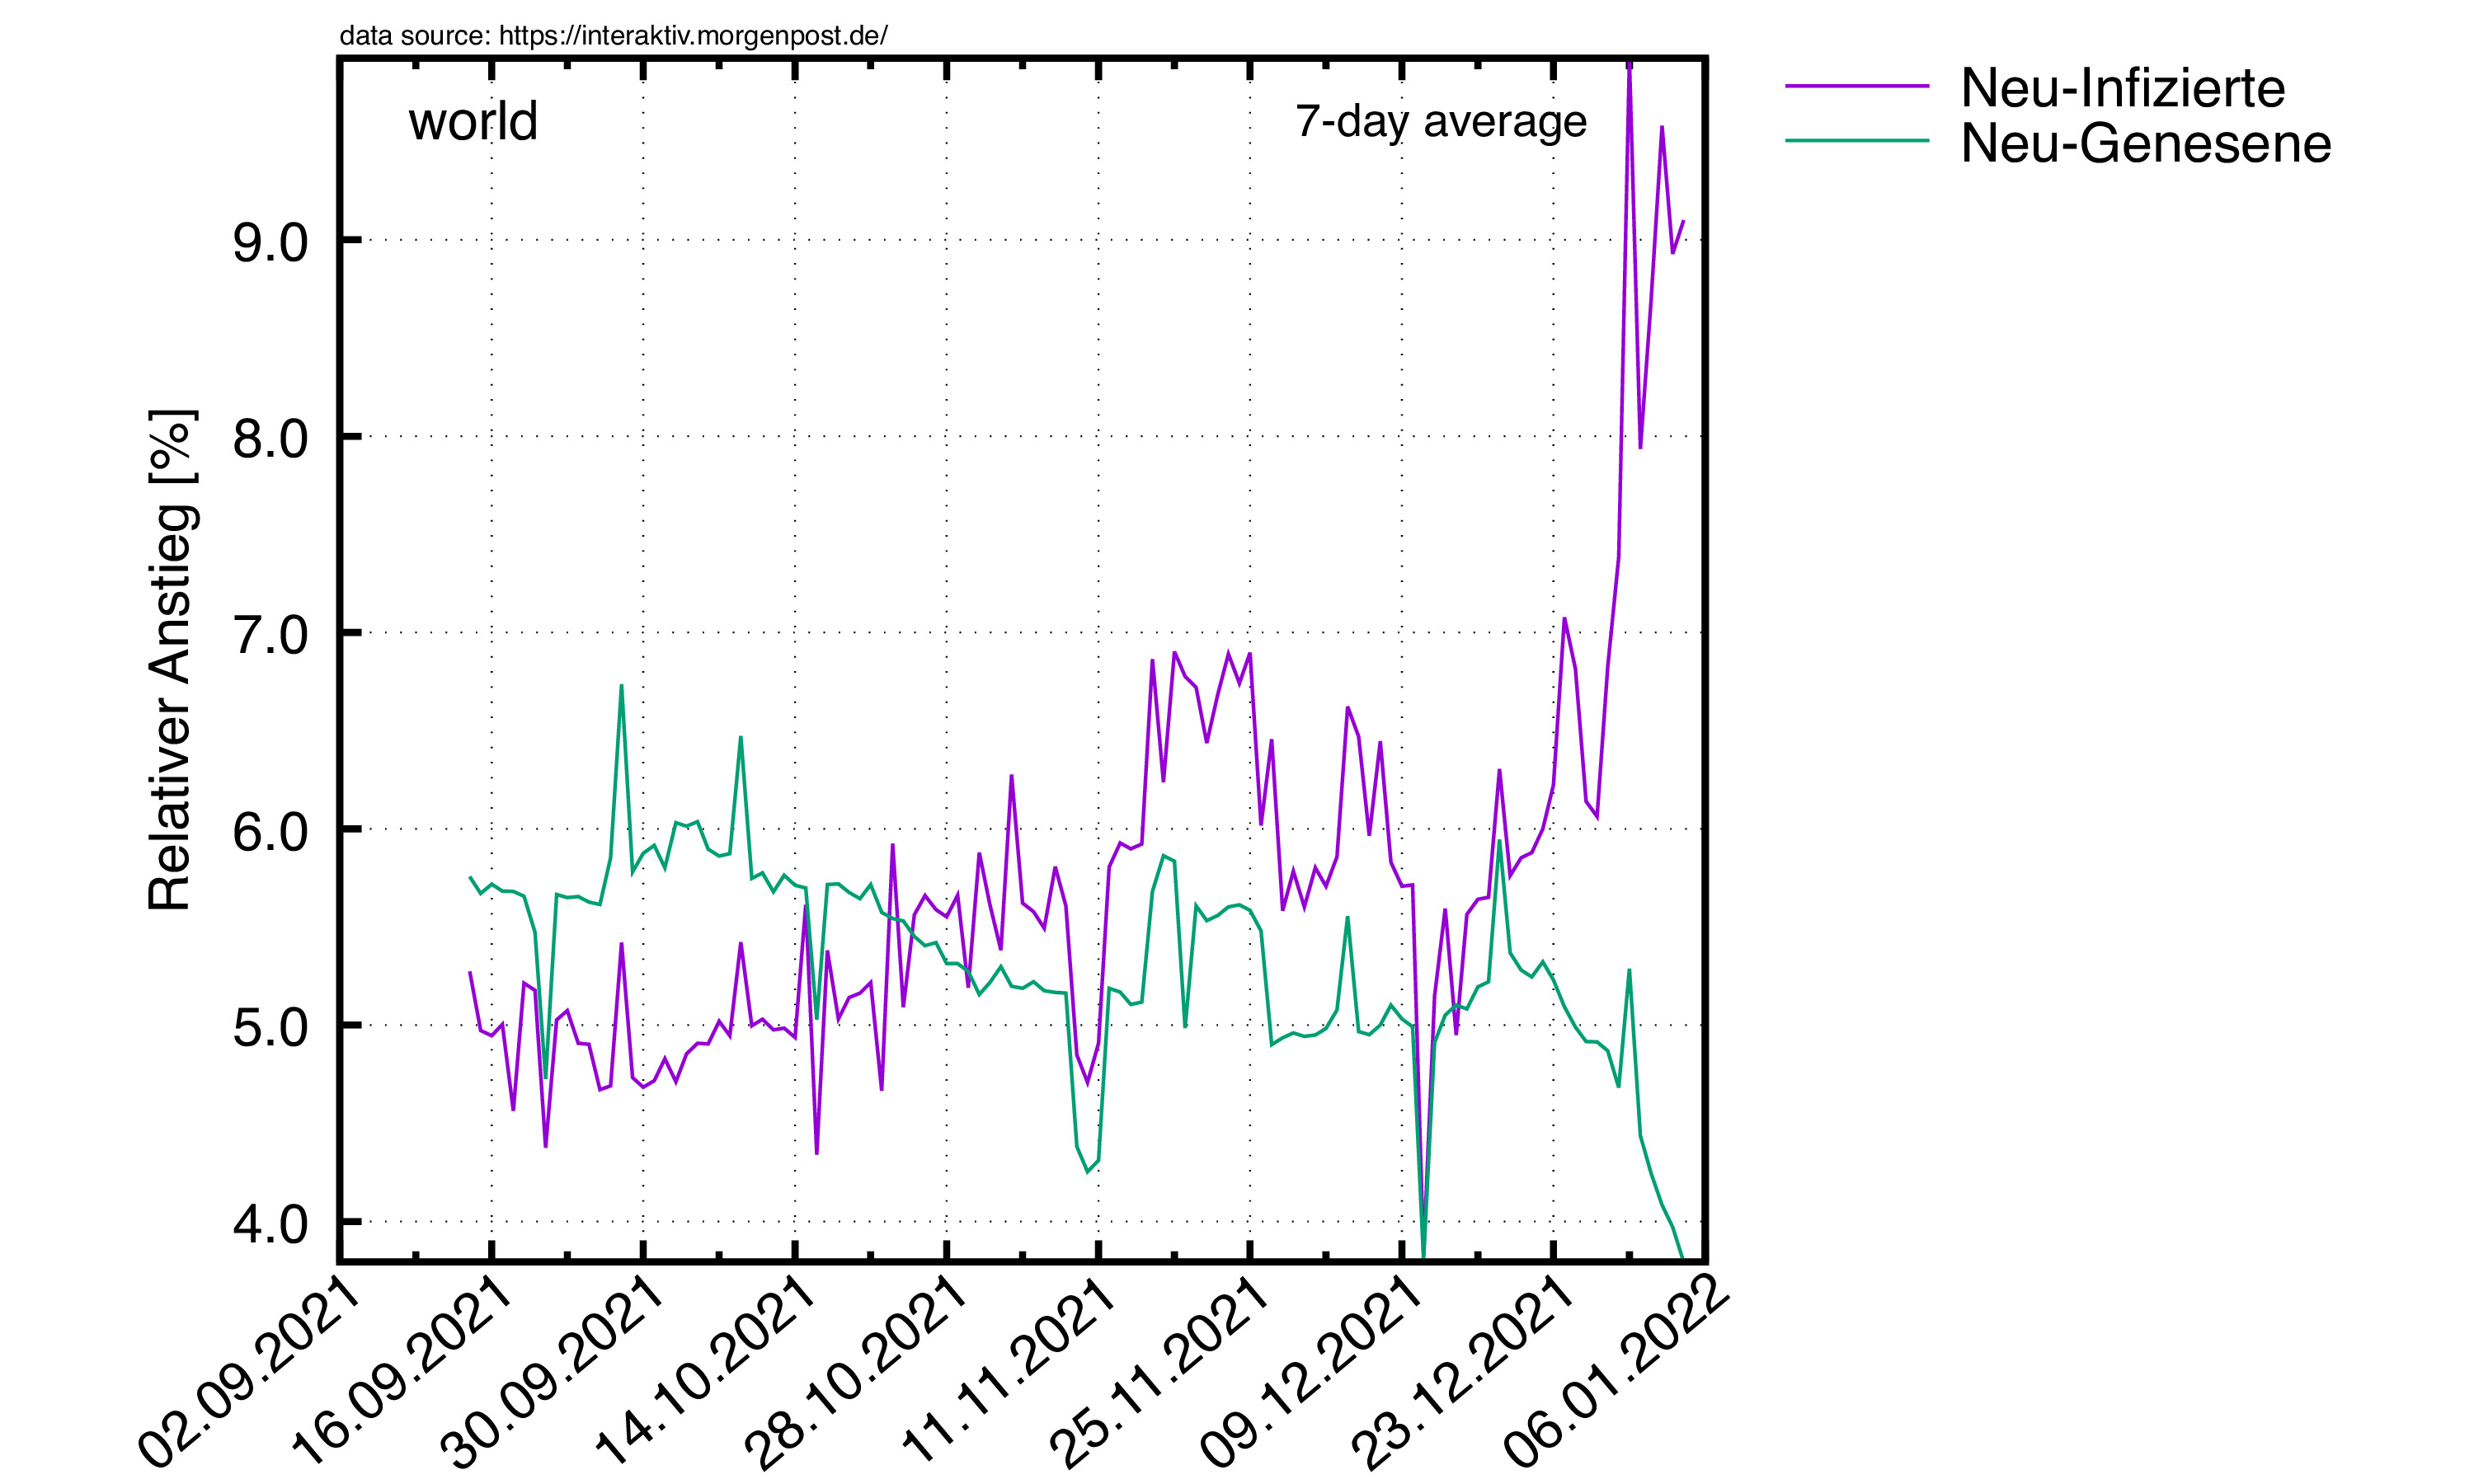 data source: https://interaktiv.morgenpost.de/
world
7-day average
Neu-Infizierte
Neu-Genesene
Relativer Anstieg [%]
9.0
8.0
7.0
6.0
5.0
4.0
02.09.2021
16.09.2021
30.09.2021
14.10.2021
28.10.2021
11.11.2021
25.11.2021
09.12.2021
23.12.2021
06.01.2022